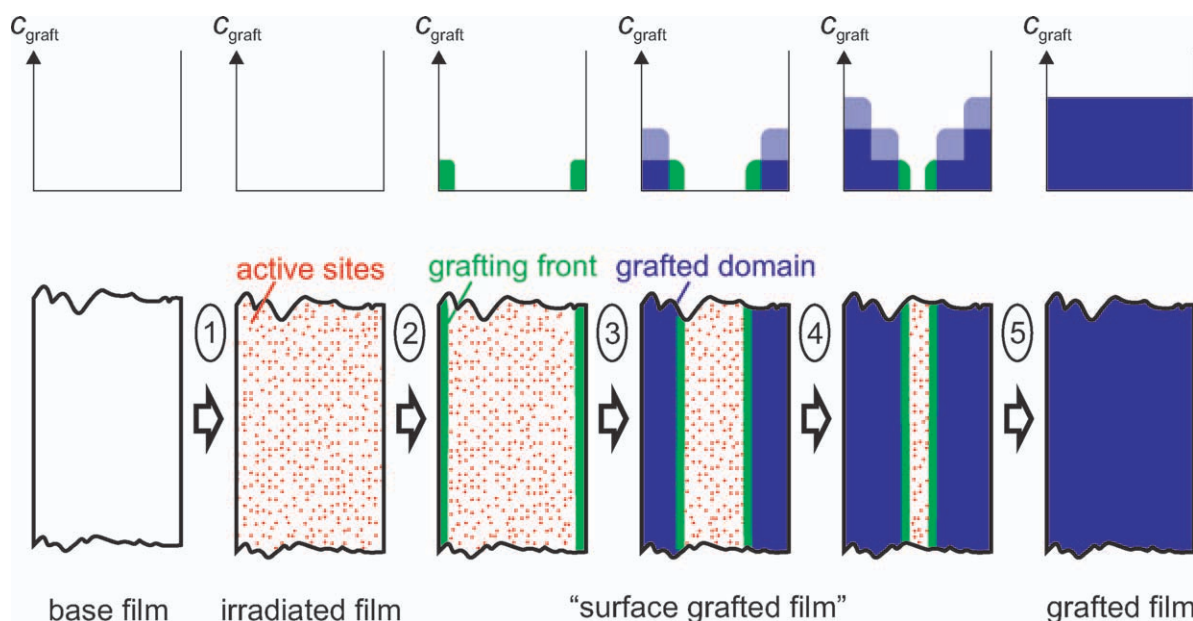 Cgraft
Cgraft
Cgraft
Cgraft
Cgraft
Cgraft
active sites
grafting front
grafted domain
1
2
3
4
5
base film
irradiated film
“surface grafted film”
grafted film